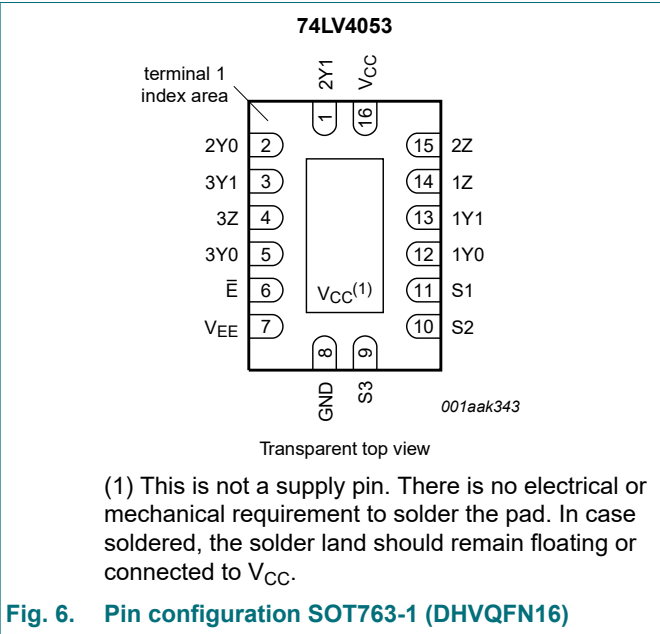 74LV4053
terminal 1
index area
2Y1
VCC
1
16
2Y0 2
15 2Z
3Y1 3
14 1Z
3Z 4
13 1Y1
3Y0 5
12 1Y0
E̅ 6
VCC(1)
11 S1
VEE 7
10 S2
8
9
GND
S3
001aak343
Transparent top view
(1) This is not a supply pin. There is no electrical or
mechanical requirement to solder the pad. In case
soldered, the solder land should remain floating or
connected to VCC.
Fig. 6. Pin configuration SOT763-1 (DHVQFN16)